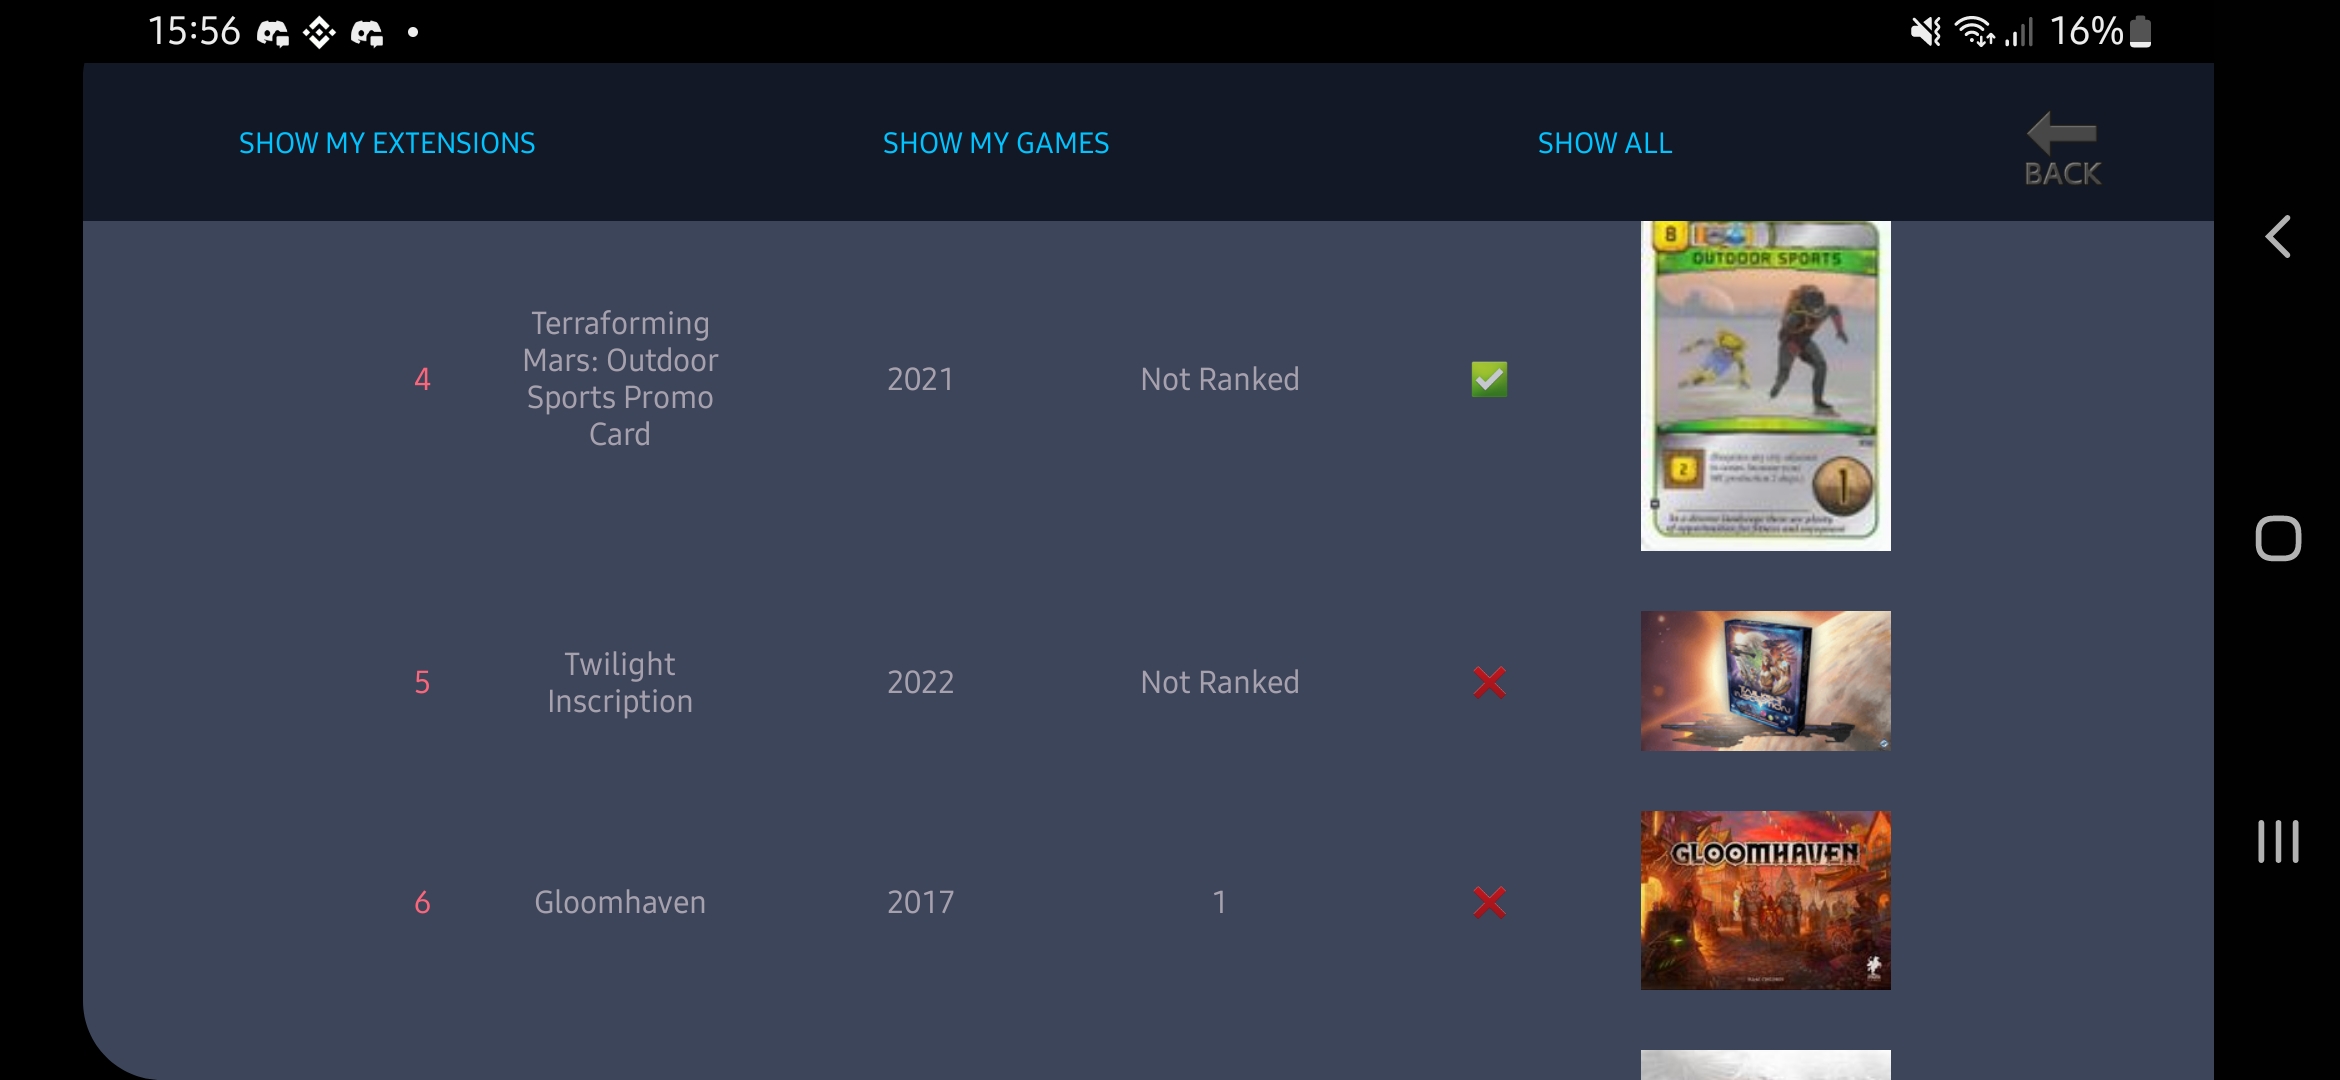 15:56
16%
SHOW MY EXTENSIONS
SHOW MY GAMES
SHOW ALL
BACK
8
OUTDOOR SPORTS
2
1
4
Terraforming
Mars: Outdoor
Sports Promo
Card
2021
Not Ranked
5
Twilight
Inscription
2022
Not Ranked
TWILIGHT
INSCRIPTION
6
Gloomhaven
2017
1
GLOOMHAVEN